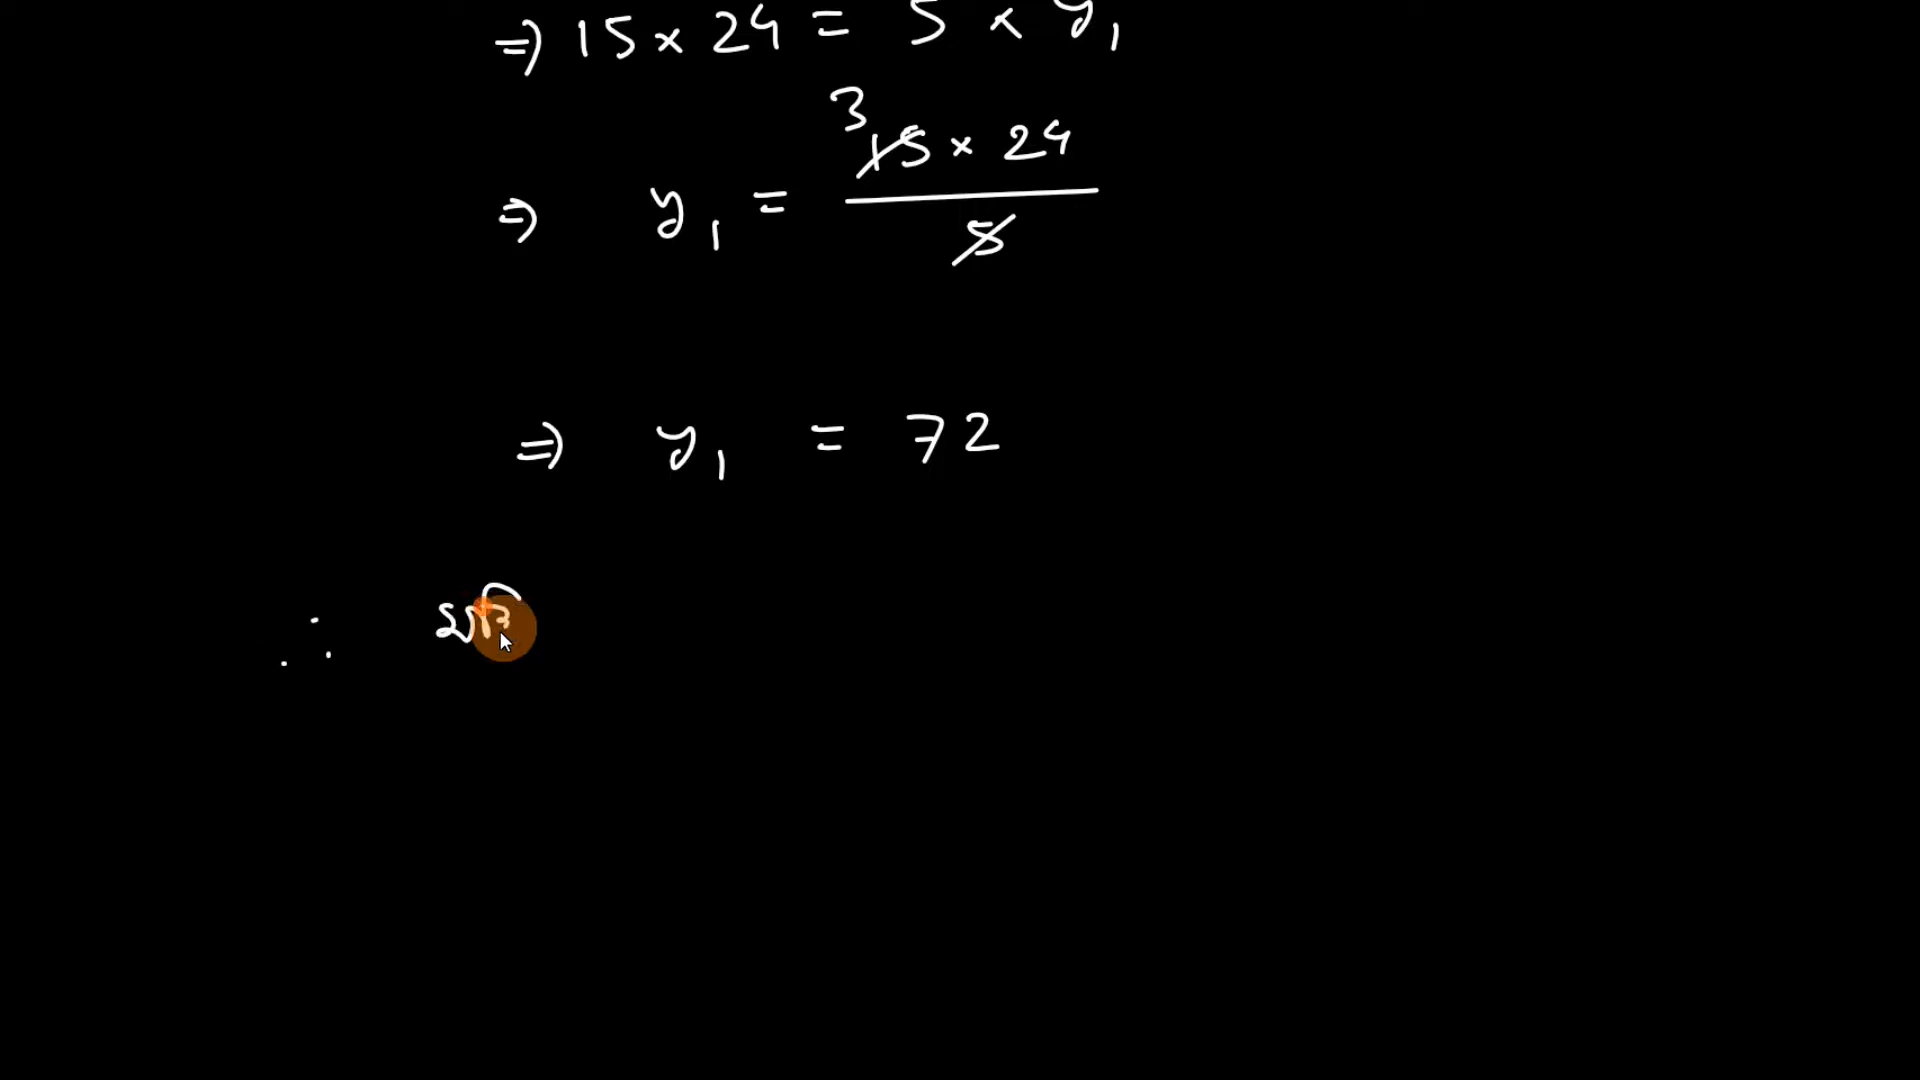 ⇒ 15 × 24 = 5 × y₁
3
⇒ y₁ = 15 × 24 / 5
⇒ y₁ = 72
∴